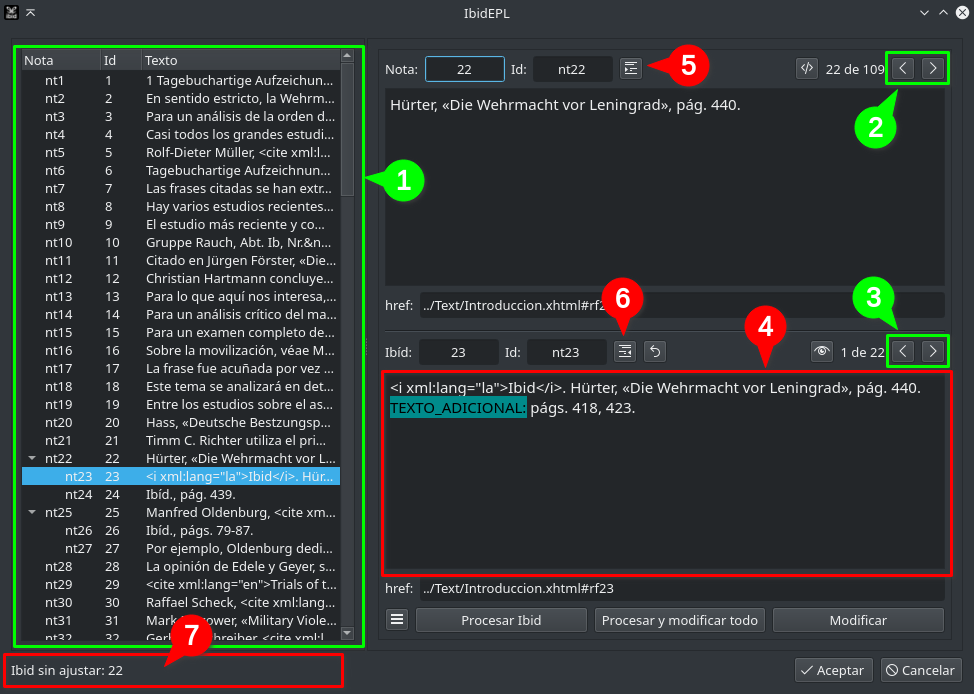 IbidEPL
Nota Id Texto
nt1 1 1 Tagebuchartige Aufzeichun...
nt2 2 En sentido estricto, la Wehrm...
nt3 3 Para un análisis de la orden d...
nt4 4 Casi todos los grandes estudi...
nt5 5 Rolf-Dieter Müller, <cite xml:l...
nt6 6 Tagebuchartige Aufzeichnun...
nt7 7 Las frases citadas se han extr...
nt8 8 Hay varios estudios recientes...
nt9 9 El estudio más reciente y co...
nt10 10 Gruppe Rauch, Abt. Ib, Nr.&n...
nt11 11 Citado en Jürgen Förster, «Die...
nt12 12 Christian Hartmann concluye...
nt13 13 Para lo que aquí nos interesa,...
nt14 14 Para un análisis crítico del ma...
nt15 15 Para un examen completo de...
nt16 16 Sobre la movilización, véae M...
nt17 17 La frase fue acuñada por vez ...
nt18 18 Este tema se analizará en det...
nt19 19 Entre los estudios sobre el as...
nt20 20 Hass, «Deutsche Bestzungsp...
nt21 21 Timm C. Richter utiliza el pri...
nt22 22 Hürter, «Die Wehrmacht vor L...
nt23 23 <i xml:lang="la">Ibid</i>. Hür...
nt24 24 Ibíd., pág. 439.
nt25 25 Manfred Oldenburg, <cite xm...
nt26 26 Ibíd., págs. 79-87.
nt27 27 Por ejemplo, Oldenburg dedi...
nt28 28 La opinión de Edele y Geyer, s...
nt29 29 <cite xml:lang="en">Trials of t...
nt30 30 Raffael Scheck, <cite xml:lang...
nt31 31 Mark ower, «Military Viole...
nt32 32 Ger reiber, <cite xml:l...
1
7
Ibid sin ajustar: 22
Nota: 22 Id: nt22 5 22 de 109
2
Hürter, «Die Wehrmacht vor Leningrad», pág. 440.
href: ../Text/Introduccion.xhtml#rf2
6
3
4
Ibíd: 23 Id: nt23 1 de 22
<i xml:lang="la">Ibid</i>. Hürter, «Die Wehrmacht vor Leningrad», pág. 440.
TEXTO_ADICIONAL: págs. 418, 423.
href: ../Text/Introduccion.xhtml#rf23
Procesar Ibid Procesar y modificar todo Modificar
Aceptar Cancelar